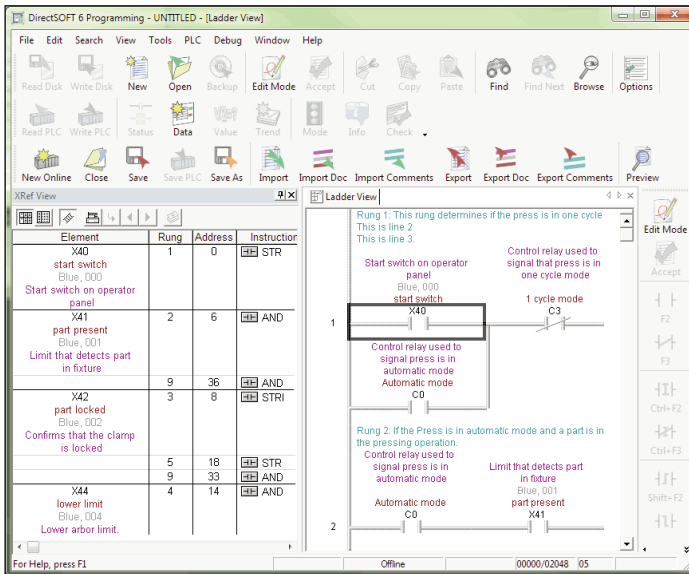 DirectSOFT 6 Programming - UNTITLED - [Ladder View]
File Edit Search View Tools PLC Debug Window Help
Read Disk Write Disk New Open Backup Edit Mode Accept Cut Copy Paste Find Find Next Browse Options
Read PLC Write PLC Status Data Value Trend Mode Info Check
New Online Close Save Save PLC Save As Import Import Doc Import Comments Export Export Doc Export Comments Preview
XRef View
Element Rung Address Instruction
X40 1 0 STR
start switch
Blue, 000
Start switch on operator
panel
X41 2 6 AND
part present
Blue, 001
Limit that detects part
in fixture
9 36 AND
X42 3 8 STRI
part locked
Blue, 002
Confirms that the clamp
is locked
5 18 STR
9 33 AND
X44 4 14 AND
lower limit
Blue, 004
Lower arbor limit.
Ladder View
Rung 1: This rung determines if the press is in one cycle
This is line 2
This is line 3.
Start switch on operator
panel
Blue, 000
start switch
X40
Control relay used to
signal that press is in
one cycle mode
1 cycle mode
C3
1
Control relay used to
signal press is in
automatic mode
Automatic mode
C0
Rung 2: If the Press is in automatic mode and a part is in
the pressing operation.
Control relay used to
signal press is in
automatic mode
Automatic mode
C0
Limit that detects part
in fixture
Blue, 001
part present
X41
2
Edit Mode
Accept
F2
F3
Ctrl+F2
Ctrl+F3
Shift+F2
For Help, press F1 Offline 00000/02048 05